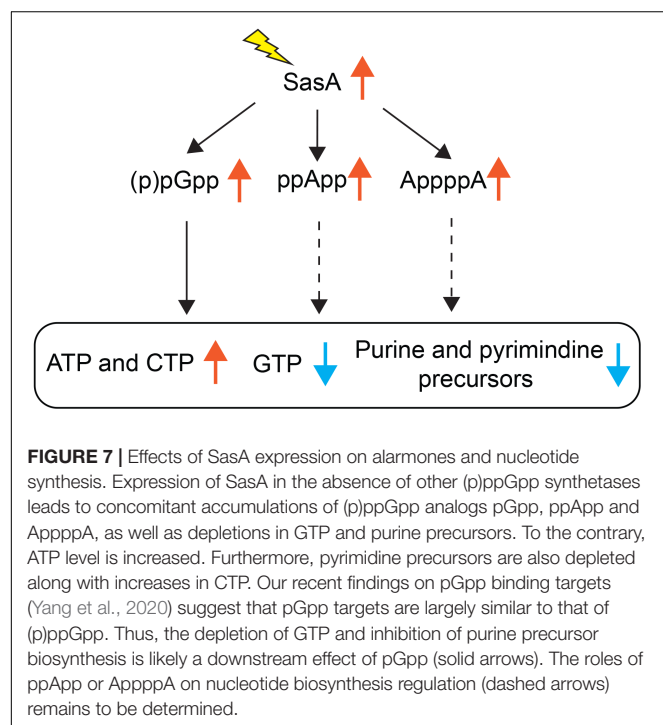 SasA
(p)pGpp
ppApp
AppppA
ATP and CTP
GTP
Purine and pyrimindine
precursors
FIGURE 7 | Effects of SasA expression on alarmones and nucleotide
synthesis. Expression of SasA in the absence of other (p)ppGpp synthetases
leads to concomitant accumulations of (p)ppGpp analogs pGpp, ppApp and
AppppA, as well as depletions in GTP and purine precursors. To the contrary,
ATP level is increased. Furthermore, pyrimidine precursors are also depleted
along with increases in CTP. Our recent findings on pGpp binding targets
(Yang et al., 2020) suggest that pGpp targets are largely similar to that of
(p)ppGpp. Thus, the depletion of GTP and inhibition of purine precursor
biosynthesis is likely a downstream effect of pGpp (solid arrows). The roles of
ppApp or AppppA on nucleotide biosynthesis regulation (dashed arrows)
remains to be determined.